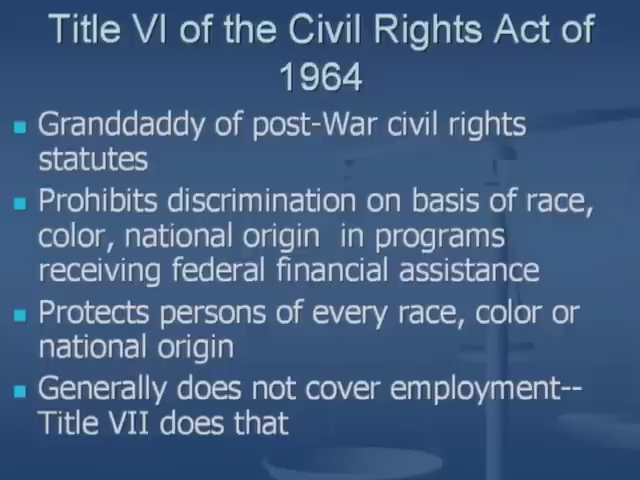 Title VI of the Civil Rights Act of
1964
Granddaddy of post-War civil rights
statutes
Prohibits discrimination on basis of race,
color, national origin in programs
receiving federal financial assistance
Protects persons of every race, color or
national origin
Generally does not cover employment--
Title VII does that